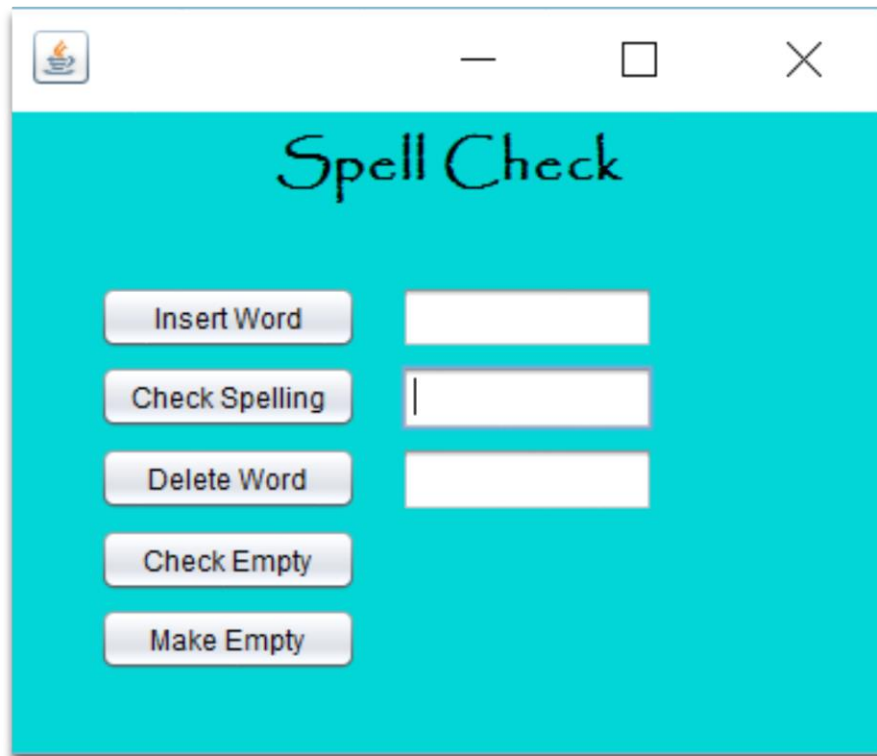 Spell Check
Insert Word
Check Spelling
Delete Word
Check Empty
Make Empty